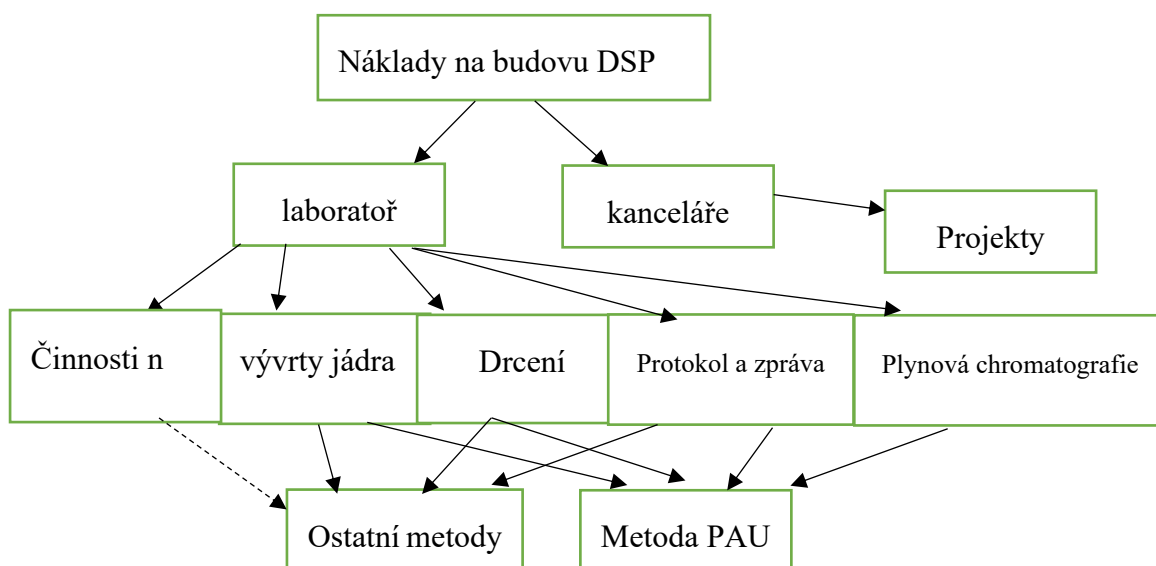 Náklady na budovu DSP
laboratoř
kanceláře
Projekty
Činnosti n
vývrty jádra
Drcení
Protokol a zpráva
Plynová chromatografie
Ostatní metody
Metoda PAU